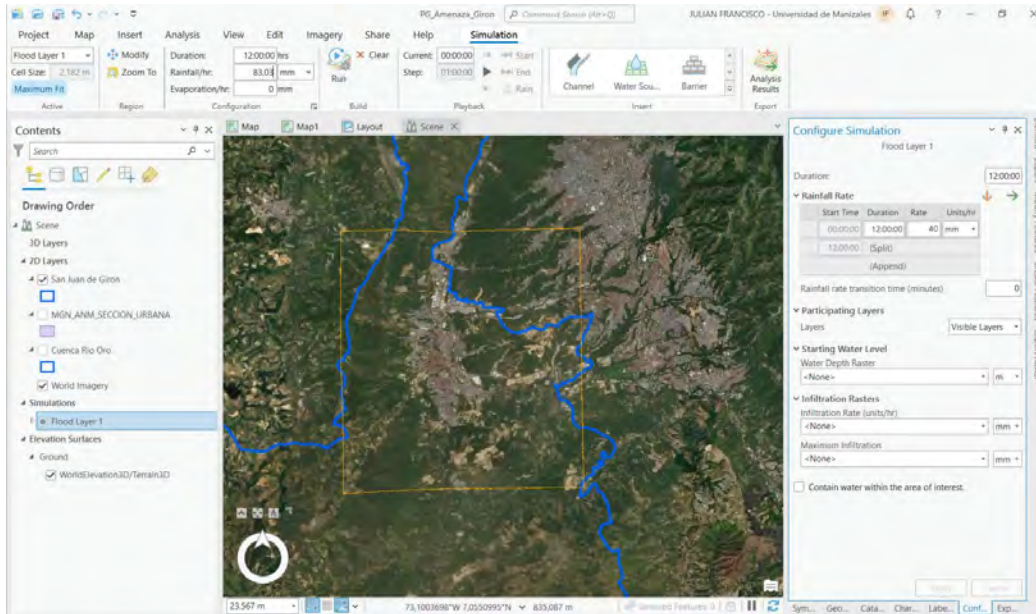 PG_Amenaza_Giron
Command Search (Alt+Q)
JULIAN FRANCISCO - Universidad de Manizales
JF
?
Project Map Insert Analysis View Edit Imagery Share Help Simulation
Flood Layer 1
Cell Size: 2,182 m
Maximum Fit
Active
Modify
Zoom To
Region
Duration: 12:00:00 hrs
Rainfall/hr: 83.03 mm
Evaporation/hr: 0 mm
Configuration
Run
Clear
Build
Current: 00:00:00
Step: 01:00:00
Start
End
Rain
Playback
Channel
Water Sou...
Barrier
Insert
Analysis Results
Export
Contents
Search
Drawing Order
Scene
3D Layers
2D Layers
San Juan de Giron
MGN_ANM_SECCION_URBANA
Cuenca Rio Oro
World Imagery
Simulations
Flood Layer 1
Elevation Surfaces
Ground
WorldElevation3D/Terrain3D
Map Map1 Layout Scene
23.567 m
73,1003698°W 7,0550995°N
835,087 m
Selected Features: 0
Configure Simulation
Flood Layer 1
Duration: 12:00:00
Rainfall Rate
Start Time Duration Rate Units/hr
00:00:00 12:00:00 40 mm
12:00:00 (Split)
(Append)
Rainfall rate transition time (minutes) 0
Participating Layers
Layers Visible Layers
Starting Water Level
Water Depth Raster
<None> m
Infiltration Rasters
Infiltration Rate (units/hr)
<None> mm
Maximum Infiltration
<None> mm
Contain water within the area of interest.
Sym... Geo... Cata... Char... Labe... Conf... Exp...